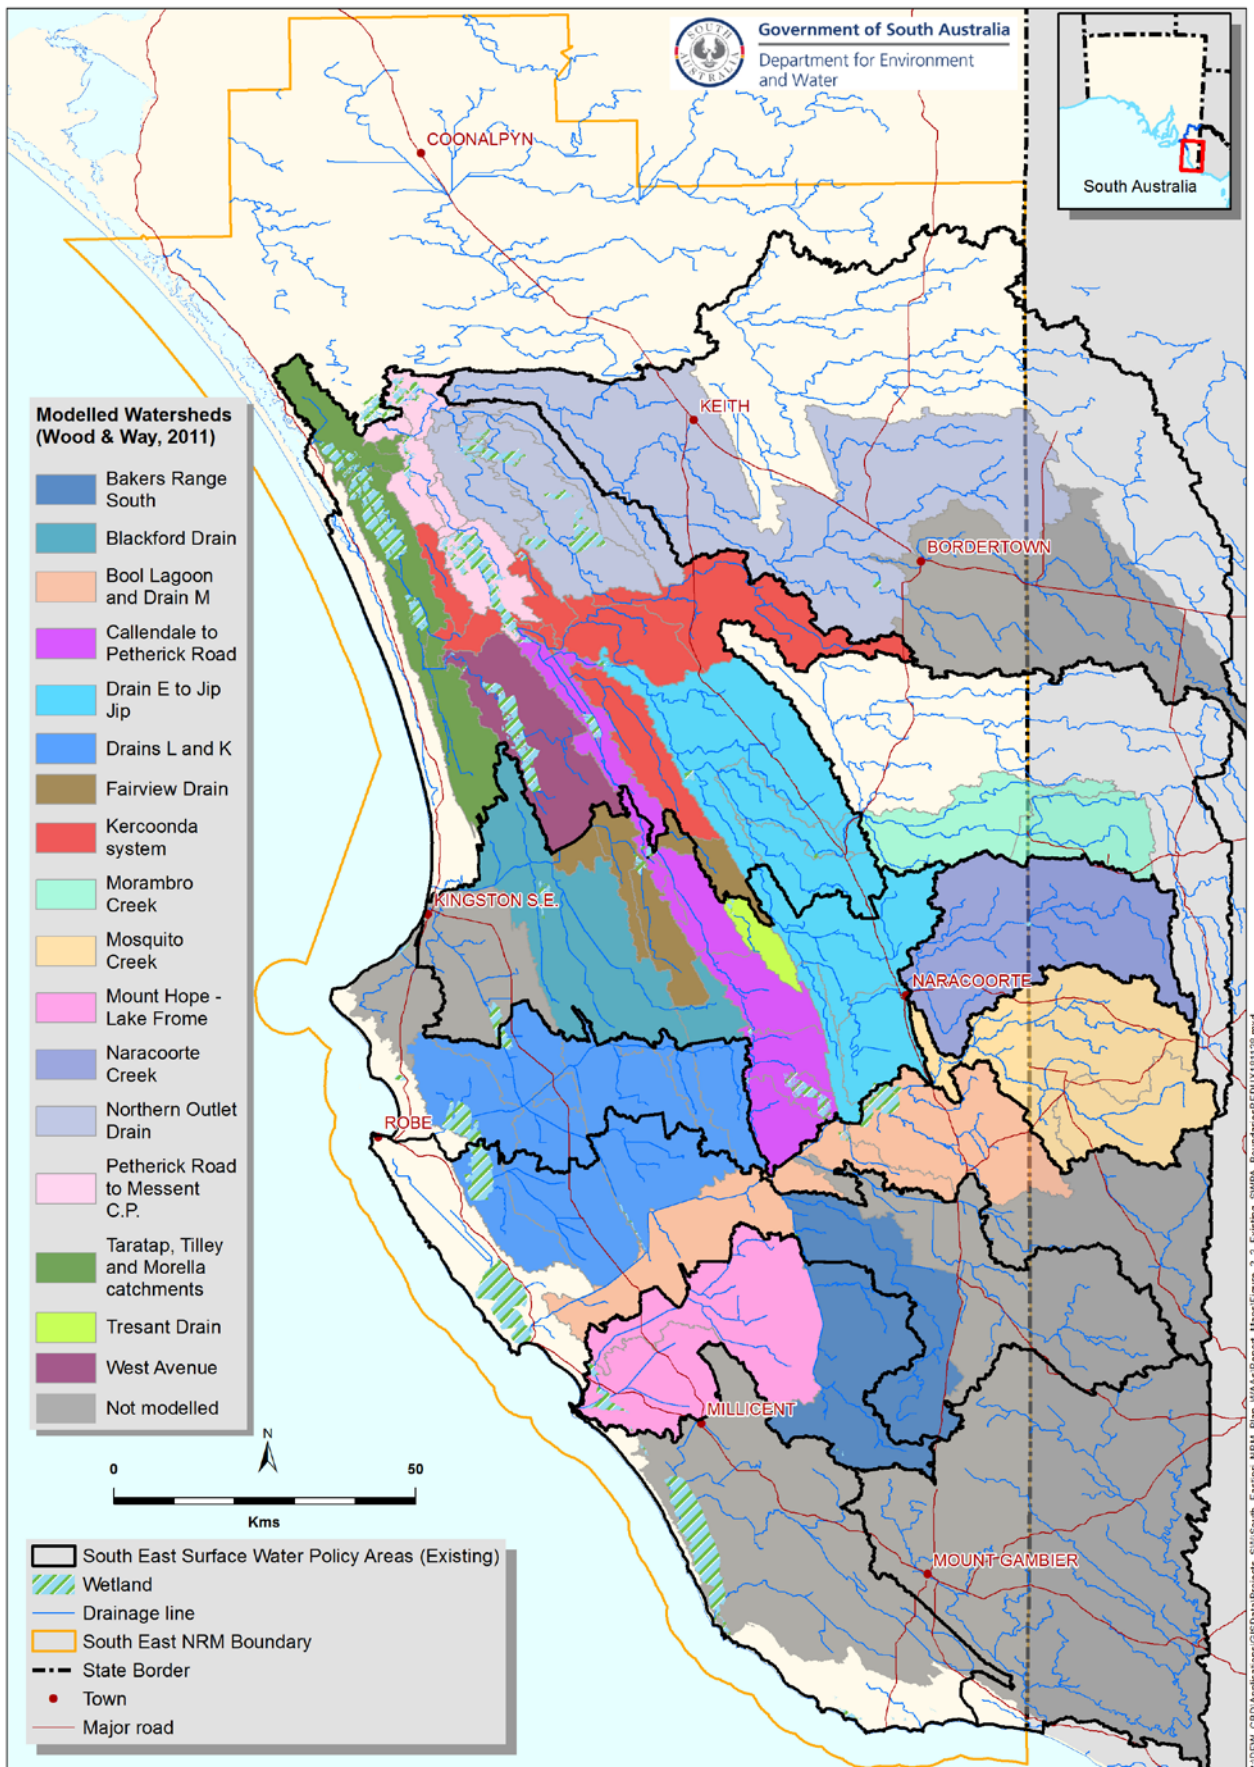 SOUTH
AUSTRALIA
Government of South Australia
Department for Environment
and Water
South Australia
COONALPYN
KEITH
BORDERTOWN
KINGSTON S.E.
NARACOORTE
ROBE
MILLICENT
MOUNT GAMBIER
Modelled Watersheds
(Wood & Way, 2011)
Bakers Range
South
Blackford Drain
Bool Lagoon
and Drain M
Callendale to
Petherick Road
Drain E to Jip
Jip
Drains L and K
Fairview Drain
Kercoonda
system
Morambro
Creek
Mosquito
Creek
Mount Hope -
Lake Frome
Naracoorte
Creek
Northern Outlet
Drain
Petherick Road
to Messent
C.P.
Taratap, Tilley
and Morella
catchments
Tresant Drain
West Avenue
Not modelled
N
0 50
Kms
South East Surface Water Policy Areas (Existing)
Wetland
Drainage line
South East NRM Boundary
State Border
Town
Major road